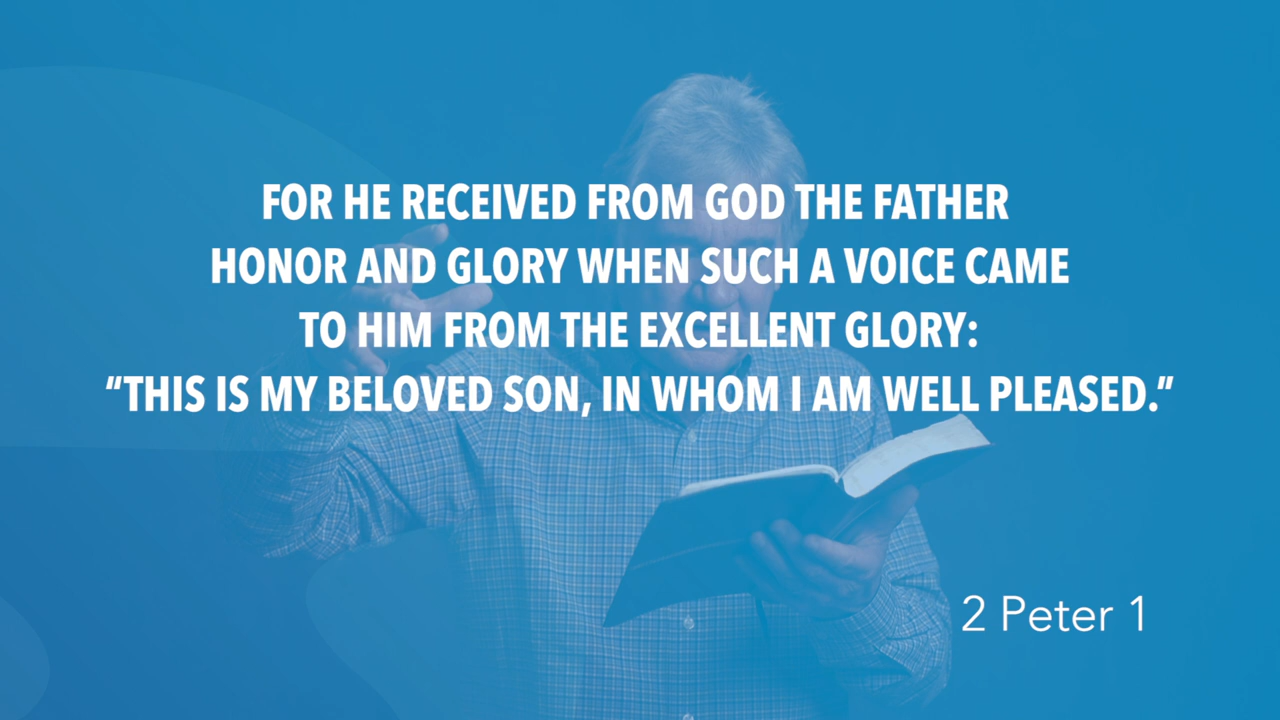 FOR HE RECEIVED FROM GOD THE FATHER
HONOR AND GLORY WHEN SUCH A VOICE CAME
TO HIM FROM THE EXCELLENT GLORY:
“THIS IS MY BELOVED SON, IN WHOM I AM WELL PLEASED.”
2 Peter 1